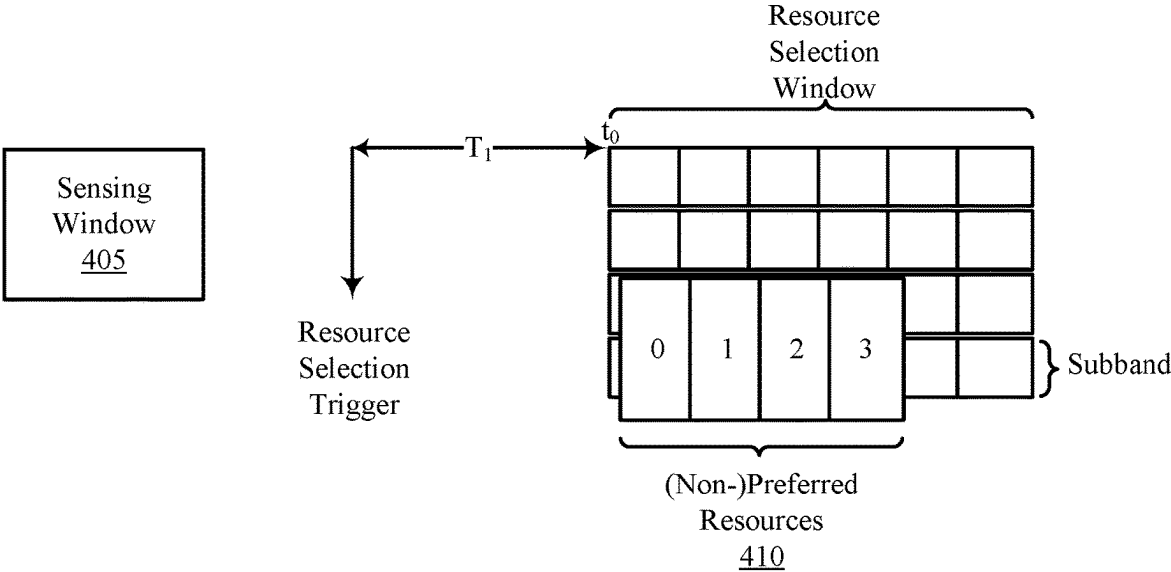 Resource
Selection
Window
t0
T1
Sensing
Window
405
Resource
Selection
Trigger
0 1 2 3
Subband
(Non-)Preferred
Resources
410